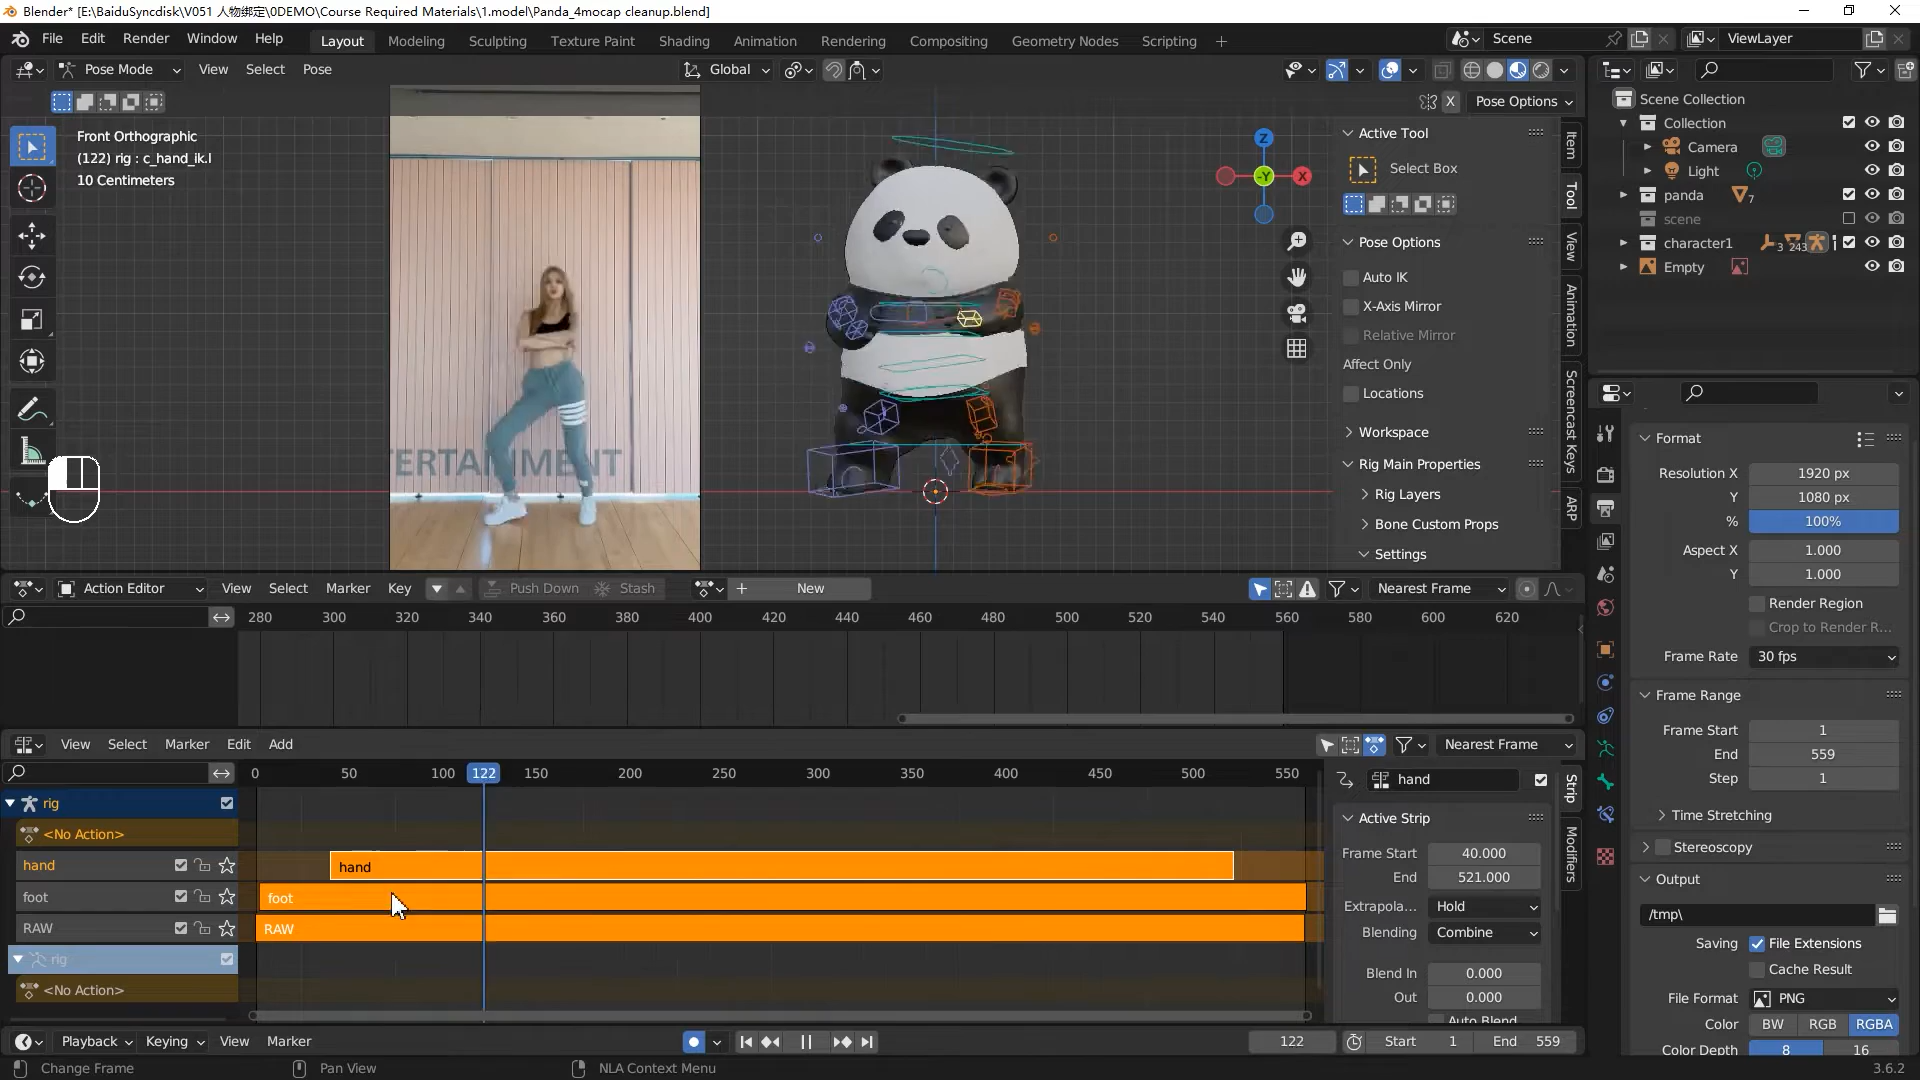 Blender* [E:\BaiduSyncdisk\V051 人物绑定\0DEMO\Course Required Materials\1.model\Panda_4mocap cleanup.blend]
File Edit Render Window Help
Layout Modeling Sculpting Texture Paint Shading Animation Rendering Compositing Geometry Nodes Scripting +
Scene ViewLayer
Pose Mode View Select Pose Global
X Pose Options
Front Orthographic
(122) rig : c_hand_ik.l
10 Centimeters
ERTAINMENT
Z
-Y
X
Active Tool
Select Box
Pose Options
Auto IK
X-Axis Mirror
Relative Mirror
Affect Only
Locations
Workspace
Rig Main Properties
Rig Layers
Bone Custom Props
Settings
Item
Tool
View
Animation
Screencast Keys
ARP
Scene Collection
Collection
Camera
Light
panda 7
scene
character1 3 243
Empty
Format
Resolution X 1920 px
Y 1080 px
% 100%
Aspect X 1.000
Y 1.000
Render Region
Crop to Render R...
Frame Rate 30 fps
Frame Range
Frame Start 1
End 559
Step 1
Time Stretching
Stereoscopy
Output
/tmp\
Saving File Extensions
Cache Result
File Format PNG
Color BW RGB RGBA
Color Depth 8 16
Action Editor View Select Marker Key Push Down Stash + New Nearest Frame
280 300 320 340 360 380 400 420 440 460 480 500 520 540 560 580 600 620
View Select Marker Edit Add Nearest Frame
0 50 100 122 150 200 250 300 350 400 450 500 550
rig
<No Action>
hand hand
foot foot
RAW RAW
rig
<No Action>
hand
Active Strip
Frame Start 40.000
End 521.000
Extrapola... Hold
Blending Combine
Blend In 0.000
Out 0.000
Auto Blend
Strip
Modifiers
Playback Keying View Marker 122 Start 1 End 559
Change Frame Pan View NLA Context Menu 3.6.2